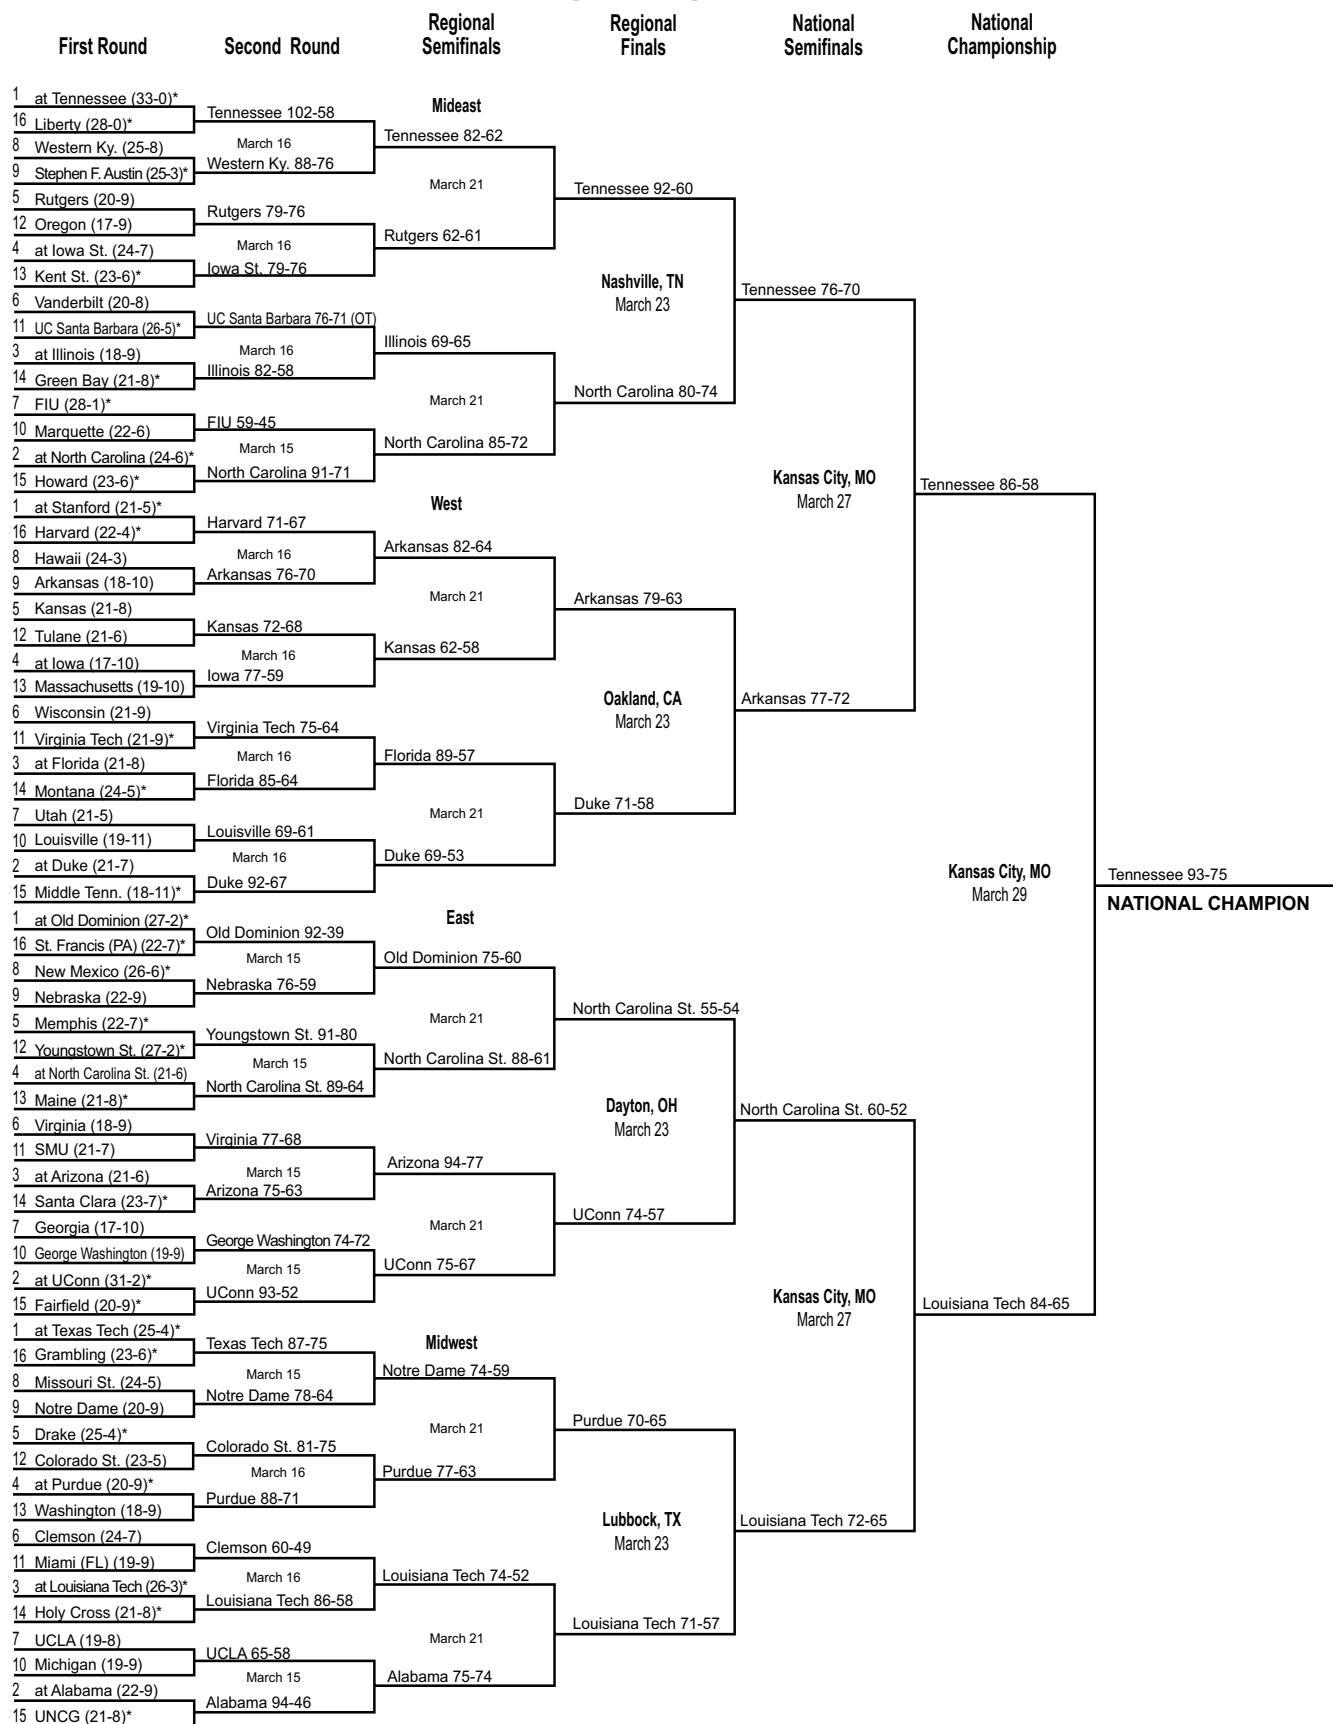 First Round
Second Round
Regional
Semifinals
Regional
Finals
National
Semifinals
National
Championship
1 at Tennessee (33-0)*
16 Liberty (28-0)*
8 Western Ky. (25-8)
9 Stephen F. Austin (25-3)*
5 Rutgers (20-9)
12 Oregon (17-9)
4 at Iowa St. (24-7)
13 Kent St. (23-6)*
6 Vanderbilt (20-8)
11 UC Santa Barbara (26-5)*
3 at Illinois (18-9)
14 Green Bay (21-8)*
7 FIU (28-1)*
10 Marquette (22-6)
2 at North Carolina (24-6)*
15 Howard (23-6)*
1 at Stanford (21-5)*
16 Harvard (22-4)*
8 Hawaii (24-3)
9 Arkansas (18-10)
5 Kansas (21-8)
12 Tulane (21-6)
4 at Iowa (17-10)
13 Massachusetts (19-10)
6 Wisconsin (21-9)
11 Virginia Tech (21-9)*
3 at Florida (21-8)
14 Montana (24-5)*
7 Utah (21-5)
10 Louisville (19-11)
2 at Duke (21-7)
15 Middle Tenn. (18-11)*
1 at Old Dominion (27-2)*
16 St. Francis (PA) (22-7)*
8 New Mexico (26-6)*
9 Nebraska (22-9)
5 Memphis (22-7)*
12 Youngstown St. (27-2)*
4 at North Carolina St. (21-6)
13 Maine (21-8)*
6 Virginia (18-9)
11 SMU (21-7)
3 at Arizona (21-6)
14 Santa Clara (23-7)*
7 Georgia (17-10)
10 George Washington (19-9)
2 at UConn (31-2)*
15 Fairfield (20-9)*
1 at Texas Tech (25-4)*
16 Grambling (23-6)*
8 Missouri St. (24-5)
9 Notre Dame (20-9)
5 Drake (25-4)*
12 Colorado St. (23-5)
4 at Purdue (20-9)*
13 Washington (18-9)
6 Clemson (24-7)
11 Miami (FL) (19-9)
3 at Louisiana Tech (26-3)*
14 Holy Cross (21-8)*
7 UCLA (19-8)
10 Michigan (19-9)
2 at Alabama (22-9)
15 UNCG (21-8)*
Tennessee 102-58
March 16
Western Ky. 88-76
Rutgers 79-76
March 16
Iowa St. 79-76
UC Santa Barbara 76-71 (OT)
March 16
Illinois 82-58
FIU 59-45
March 15
North Carolina 91-71
Harvard 71-67
March 16
Arkansas 76-70
Kansas 72-68
March 16
Iowa 77-59
Virginia Tech 75-64
March 16
Florida 85-64
Louisville 69-61
March 16
Duke 92-67
Old Dominion 92-39
March 15
Nebraska 76-59
Youngstown St. 91-80
March 15
North Carolina St. 89-64
Virginia 77-68
March 15
Arizona 75-63
George Washington 74-72
March 15
UConn 93-52
Texas Tech 87-75
March 15
Notre Dame 78-64
Colorado St. 81-75
March 16
Purdue 88-71
Clemson 60-49
March 16
Louisiana Tech 86-58
UCLA 65-58
March 15
Alabama 94-46
Mideast
Tennessee 82-62
March 21
Rutgers 62-61
Illinois 69-65
March 21
North Carolina 85-72
West
Arkansas 82-64
March 21
Kansas 62-58
Florida 89-57
March 21
Duke 69-53
East
Old Dominion 75-60
March 21
North Carolina St. 88-61
Arizona 94-77
March 21
UConn 75-67
Midwest
Notre Dame 74-59
March 21
Purdue 77-63
Louisiana Tech 74-52
March 21
Alabama 75-74
Tennessee 92-60
Nashville, TN
March 23
North Carolina 80-74
Arkansas 79-63
Oakland, CA
March 23
Duke 71-58
North Carolina St. 55-54
Dayton, OH
March 23
UConn 74-57
Purdue 70-65
Lubbock, TX
March 23
Louisiana Tech 71-57
Tennessee 76-70
Kansas City, MO
March 27
Arkansas 77-72
North Carolina St. 60-52
Kansas City, MO
March 27
Louisiana Tech 72-65
Tennessee 86-58
Kansas City, MO
March 29
Louisiana Tech 84-65
Tennessee 93-75
NATIONAL CHAMPION